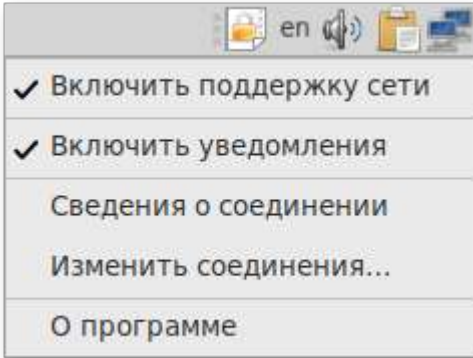 en
Включить поддержку сети
Включить уведомления
Сведения о соединении
Изменить соединения...
О программе